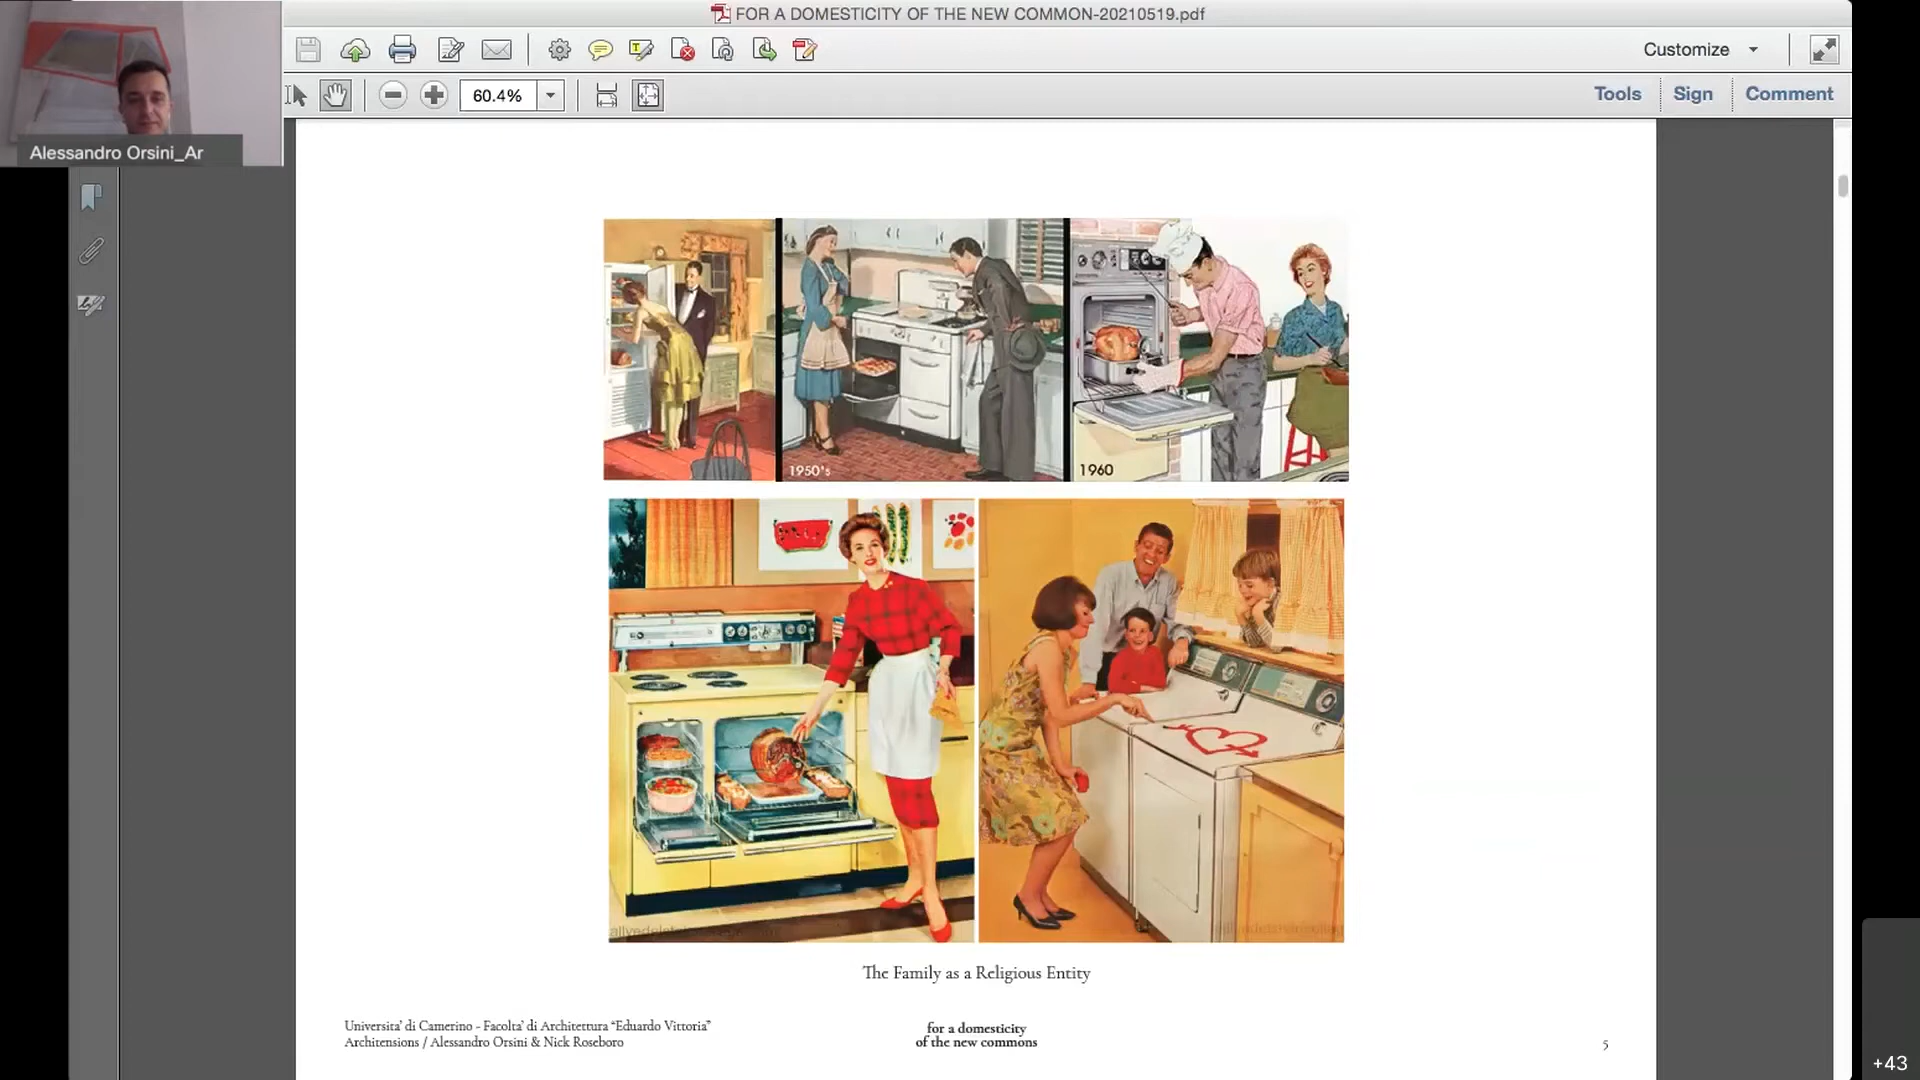 FOR A DOMESTICITY OF THE NEW COMMON-20210519.pdf
Customize
60.4%
Tools
Sign
Comment
Alessandro Orsini_Ar
1950's
1960
The Family as a Religious Entity
Universita' di Camerino - Facolta' di Architettura "Eduardo Vittoria"
Architensions / Alessandro Orsini & Nick Roseboro
for a domesticity
of the new commons
5
+43